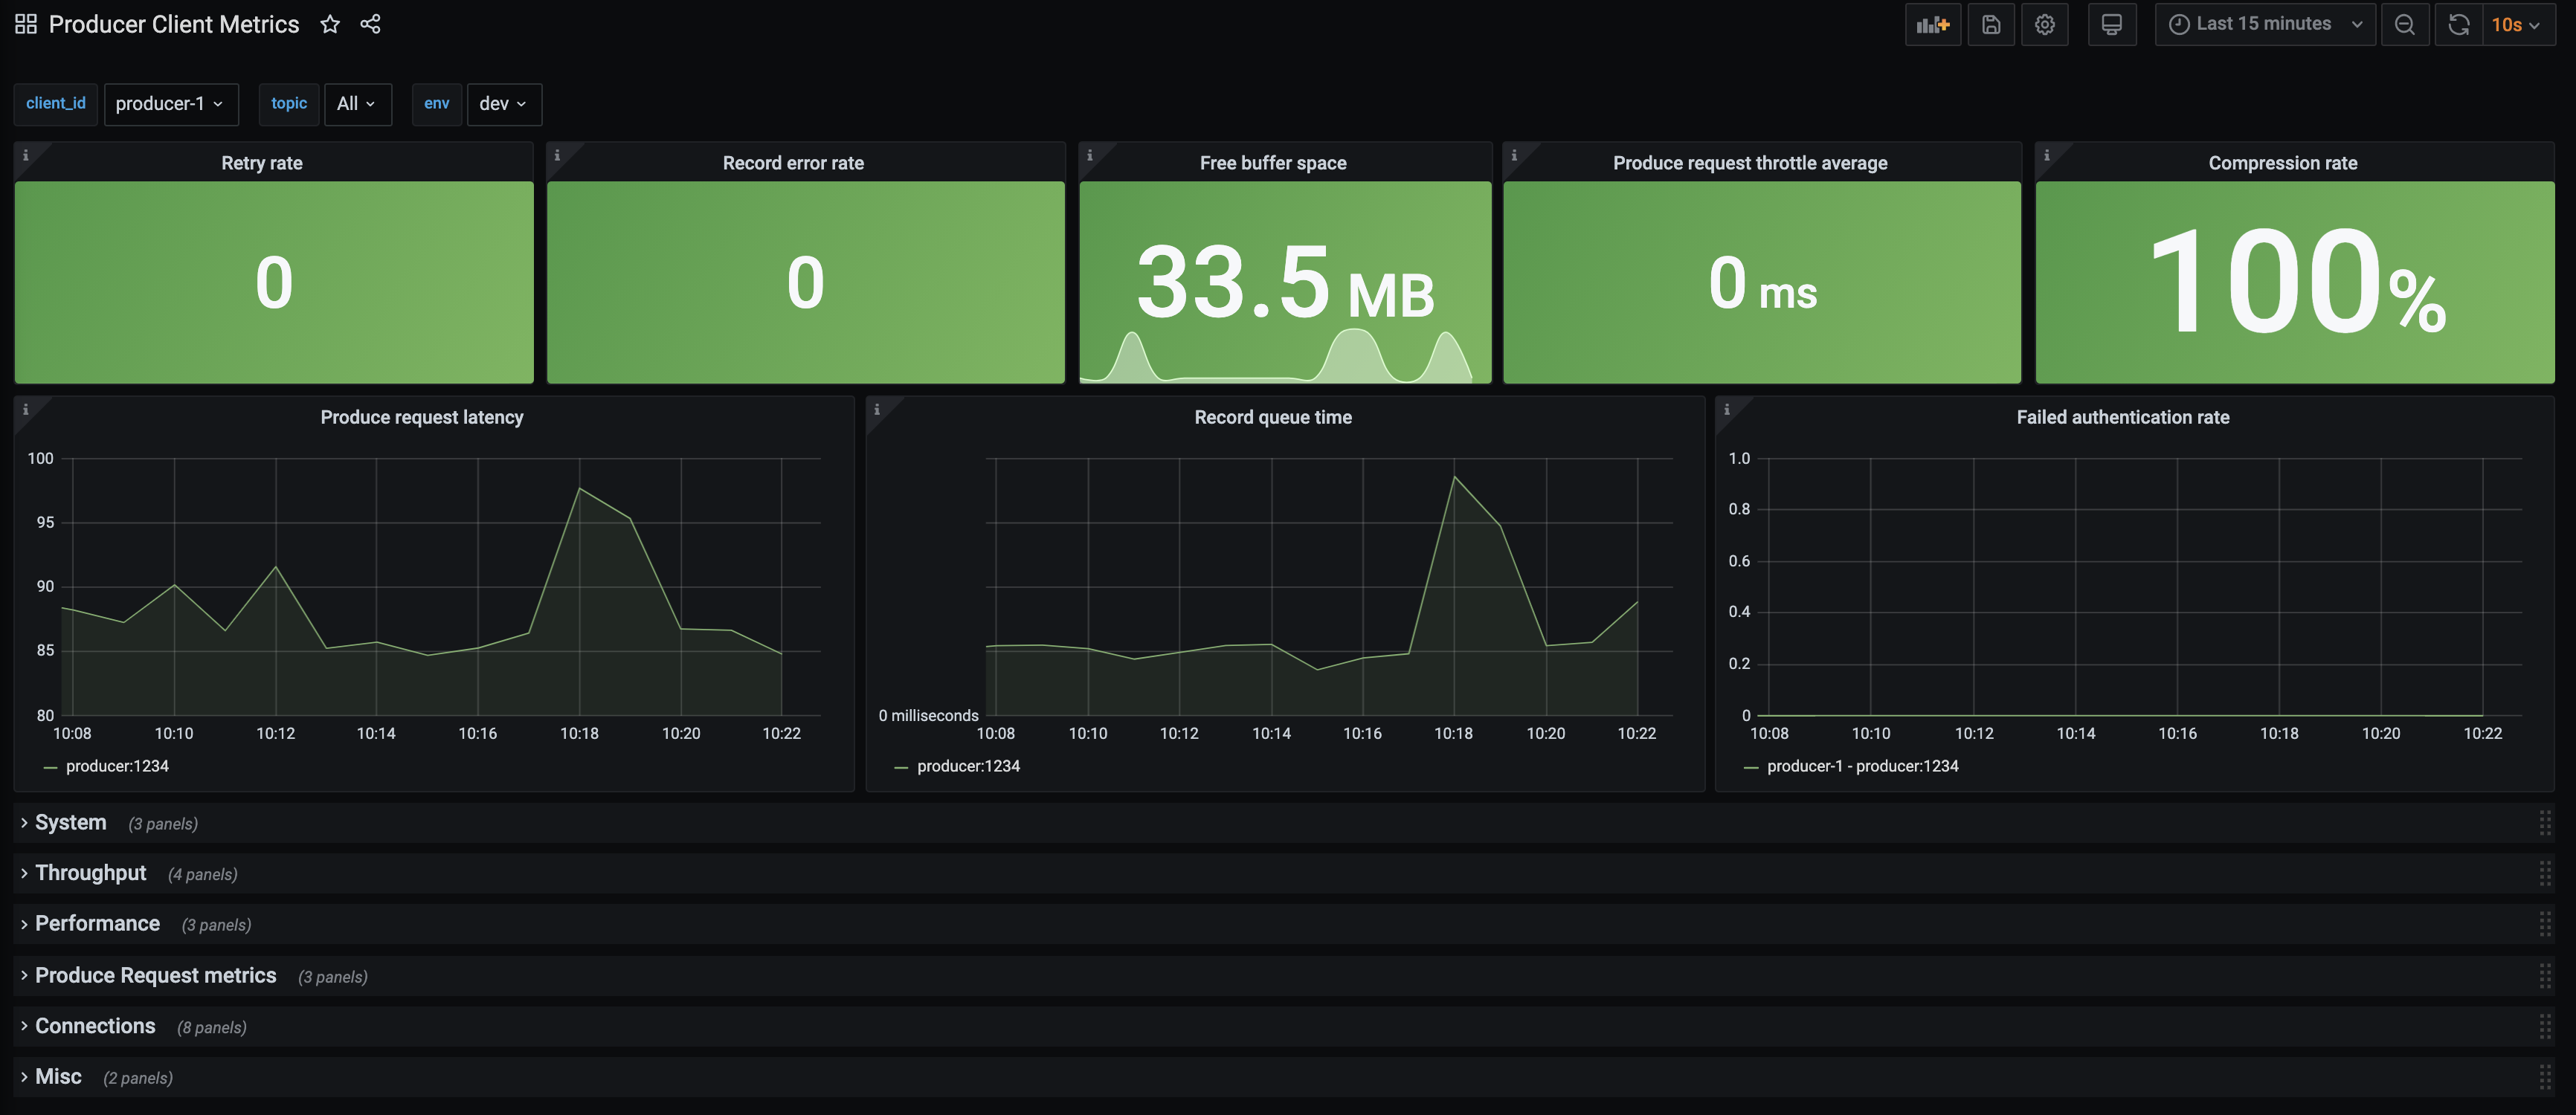 Producer Client Metrics
Last 15 minutes
10s
client_id producer-1 topic All env dev
Retry rate
0
Record error rate
0
Free buffer space
33.5 MB
Produce request throttle average
0 ms
Compression rate
100%
Produce request latency
100
95
90
85
80
10:08 10:10 10:12 10:14 10:16 10:18 10:20 10:22
producer:1234
Record queue time
0 milliseconds
10:08 10:10 10:12 10:14 10:16 10:18 10:20 10:22
producer:1234
Failed authentication rate
1.0
0.8
0.6
0.4
0.2
0
10:08 10:10 10:12 10:14 10:16 10:18 10:20 10:22
producer-1 - producer:1234
System (3 panels)
Throughput (4 panels)
Performance (3 panels)
Produce Request metrics (3 panels)
Connections (8 panels)
Misc (2 panels)